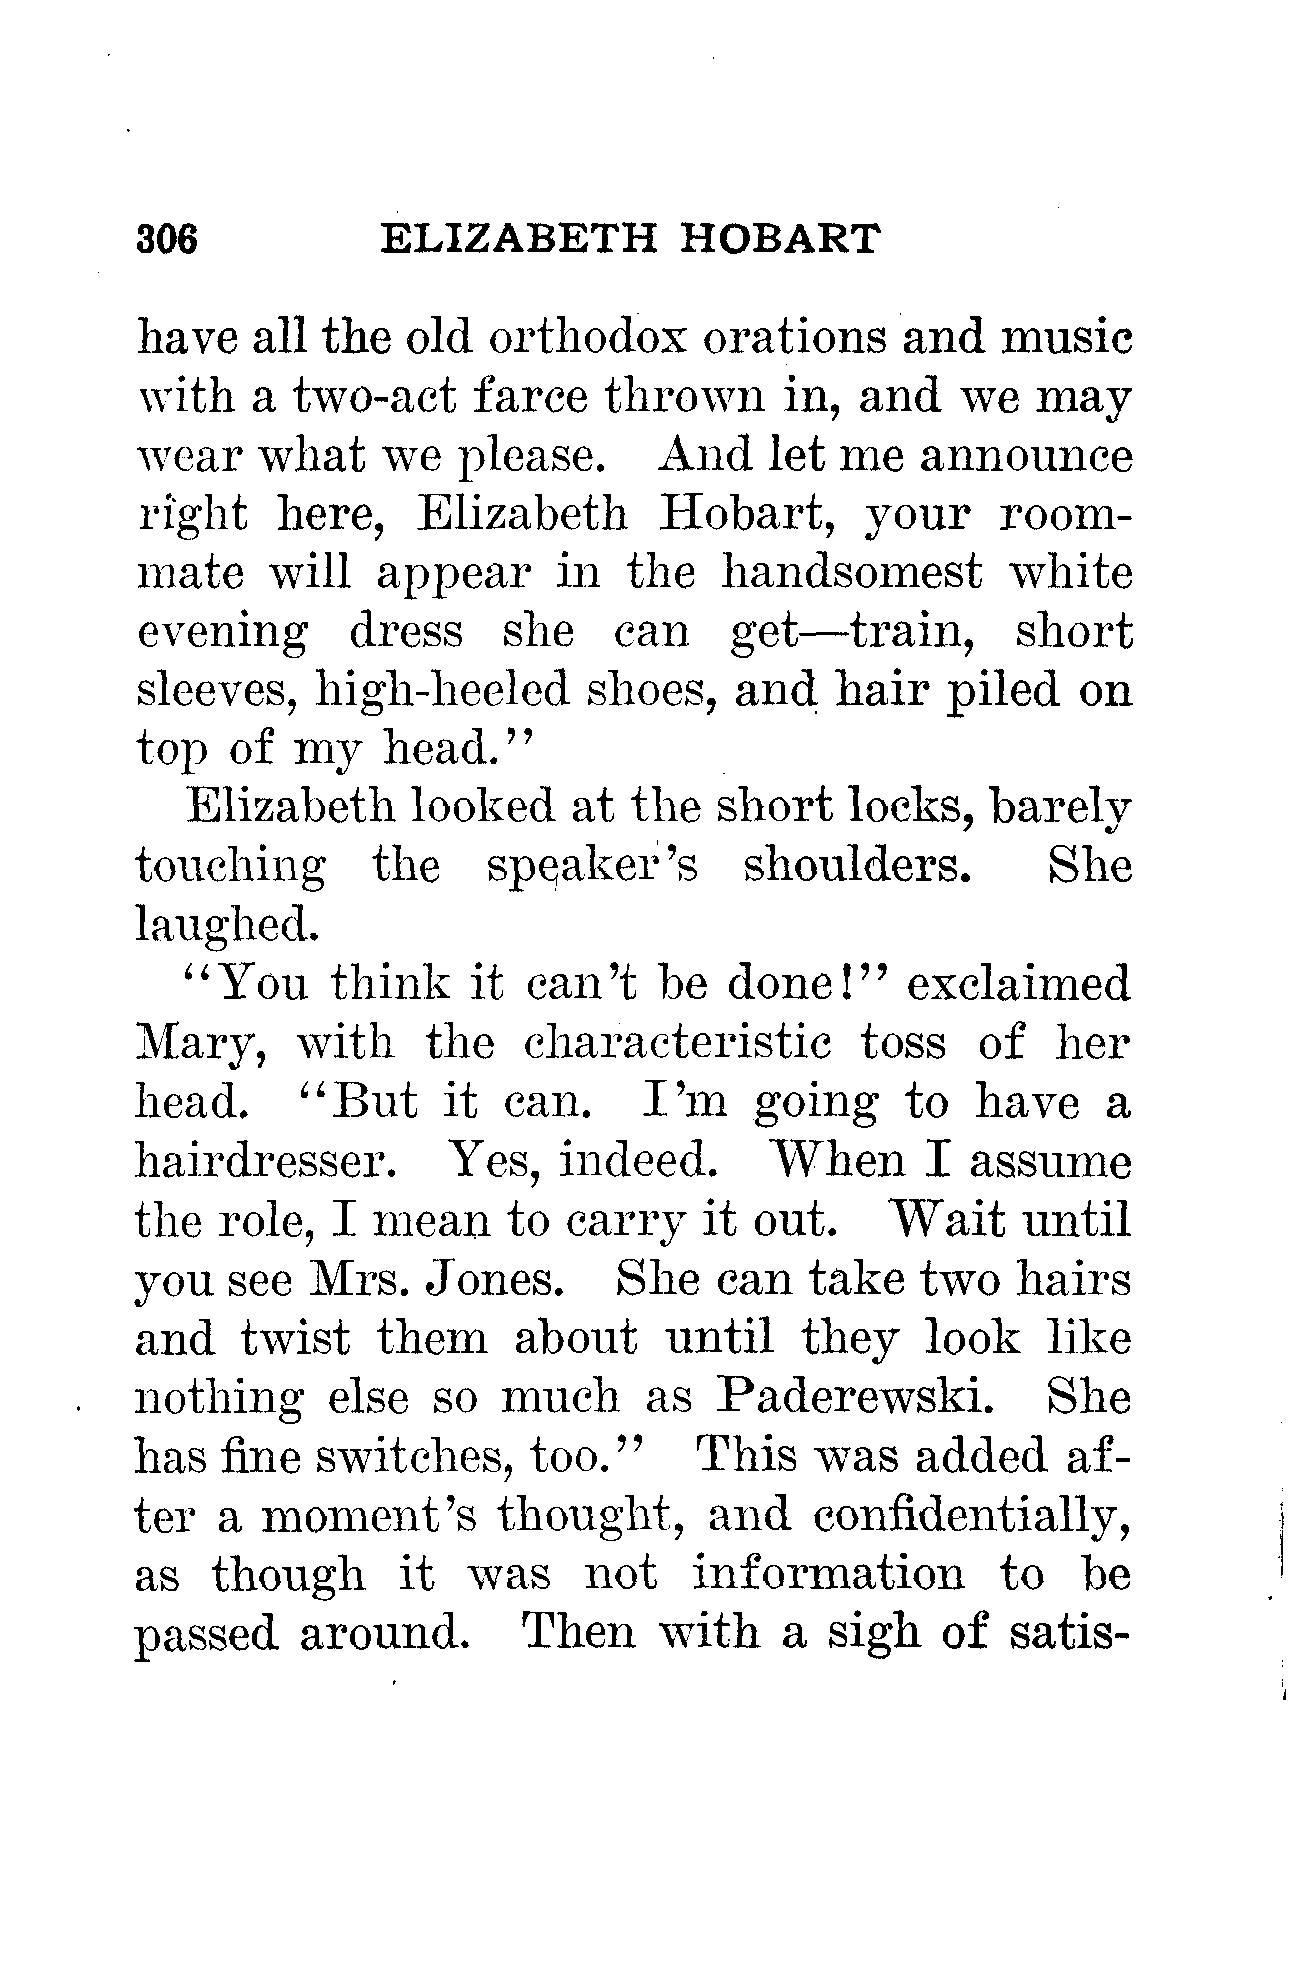 306 ELIZABETH HOBART
have all the old orthodox orations and music
with a two-act farce thrown in, and we may
wear what we please. And let me announce
right here, Elizabeth Hobart, your room-
mate will appear in the handsomest white
evening dress she can get—train, short
sleeves, high-heeled shoes, and hair piled on
top of my head.”
Elizabeth looked at the short locks, barely
touching the speaker’s shoulders. She
laughed.
“You think it can’t be done!” exclaimed
Mary, with the characteristic toss of her
head. “But it can. I’m going to have a
hairdresser. Yes, indeed. When I assume
the role, I mean to carry it out. Wait until
you see Mrs. Jones. She can take two hairs
and twist them about until they look like
nothing else so much as Paderewski. She
has fine switches, too.” This was added af-
ter a moment’s thought, and confidentially,
as though it was not information to be
passed around. Then with a sigh of satis-